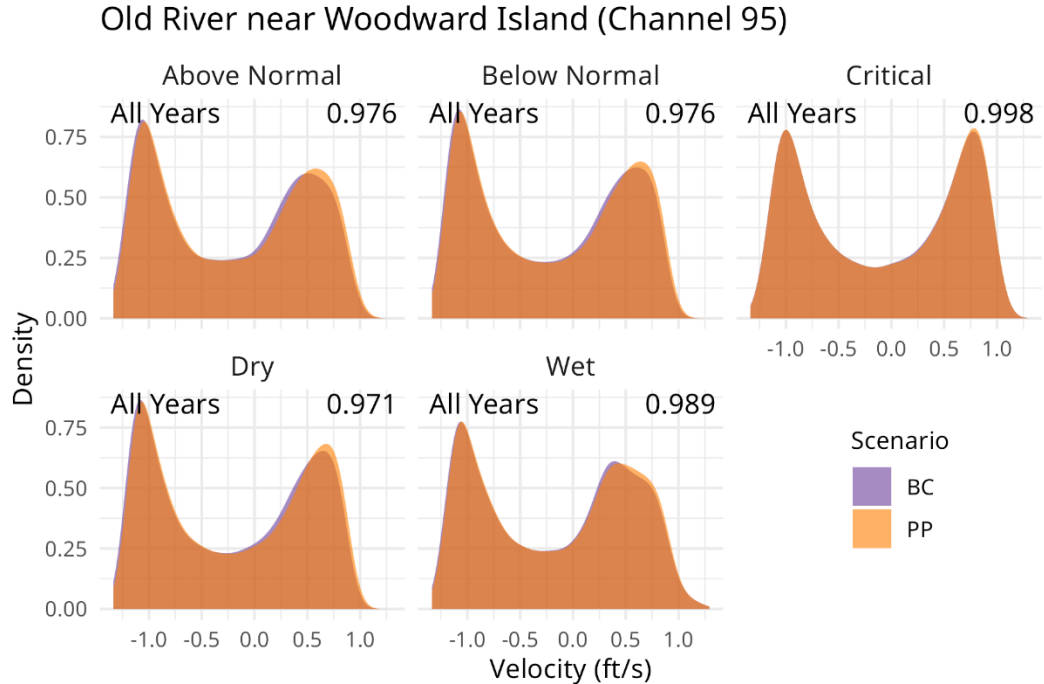 Old River near Woodward Island (Channel 95)
Above Normal Below Normal Critical
All Years 0.976 All Years 0.976 All Years 0.998
0.75
0.50
0.25
0.00
-1.0 -0.5 0.0 0.5 1.0
Density
Dry Wet
All Years 0.971 All Years 0.989
0.75
0.50
0.25
0.00
-1.0 -0.5 0.0 0.5 1.0 -1.0 -0.5 0.0 0.5 1.0
Velocity (ft/s)
Scenario
BC
PP